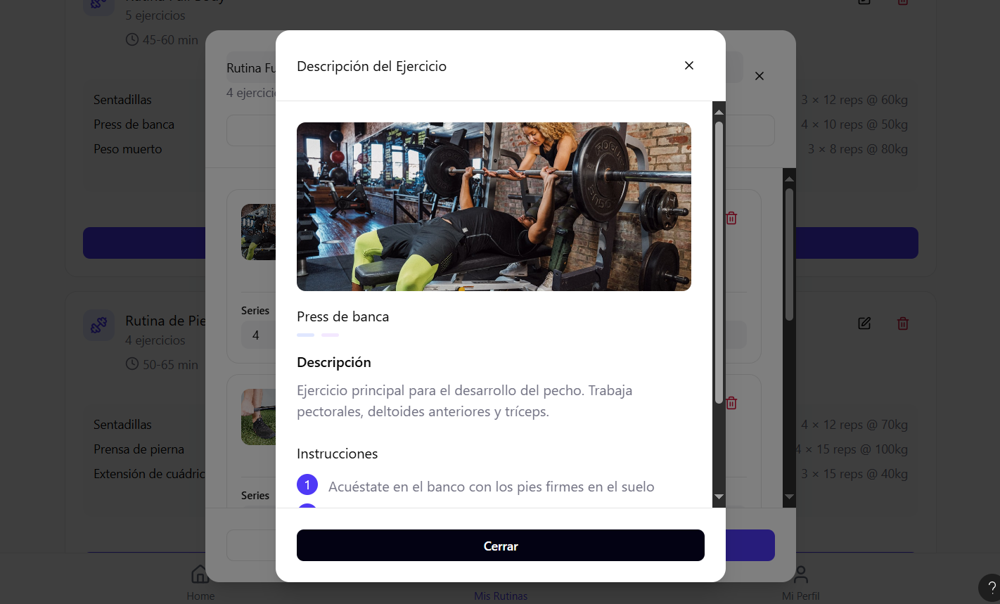 5 ejercicios
45-60 min
Sentadillas
Press de banca
Peso muerto
3 × 12 reps @ 60kg
4 × 10 reps @ 50kg
3 × 8 reps @ 80kg
Rutina Fu
4 ejercici
Descripción del Ejercicio
Press de banca
Descripción
Ejercicio principal para el desarrollo del pecho. Trabaja
pectorales, deltoides anteriores y tríceps.
Instrucciones
1 Acuéstate en el banco con los pies firmes en el suelo
Cerrar
Series
4
Series
Rutina de Pie
4 ejercicios
50-65 min
Sentadillas
Prensa de pierna
Extensión de cuádric
4 × 12 reps @ 70kg
4 × 15 reps @ 100kg
3 × 15 reps @ 40kg
Home
Mis Rutinas
Mi Perfil
?